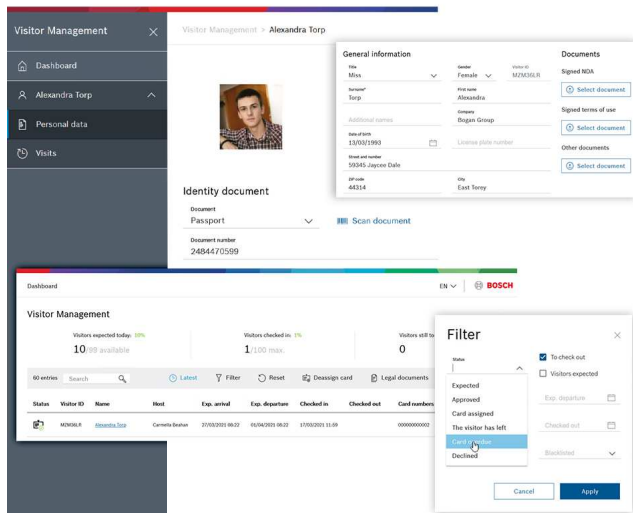 Visitor Management
Visitor Management > Alexandra Torp
Dashboard
Alexandra Torp
Personal data
Visits
General information
Title
Miss
Gender
Female
Visitor ID
MZM36LR
Surname*
Torp
First name
Alexandra
Additional names
Company
Bogan Group
Date of birth
13/03/1993
License plate number
Street and number
59345 Jaycee Dale
ZIP code
44314
City
East Torey
Documents
Signed NDA
Select document
Signed terms of use
Select document
Other documents
Select document
Identity document
Document
Passport
Scan document
Document number
2484470599
Dashboard
EN
BOSCH
Visitor Management
Visitors expected today: 10%
10/99 available
Visitors checked in: 1%
1/100 max.
Visitors still to
0
60 entries
Search
Latest
Filter
Reset
Deassign card
Legal documents
Status Visitor ID Name Host Exp. arrival Exp. departure Checked in Checked out Card numbers
MZM36LR Alexandra Torp Carmella Beahan 27/03/2021 06:22 01/04/2021 06:22 17/03/2021 11:59 000000000002
Filter
Status
To check out
Visitors expected
Expected
Approved
Card assigned
The visitor has left
Card overdue
Declined
Exp. departure
Checked out
Blacklisted
Cancel
Apply